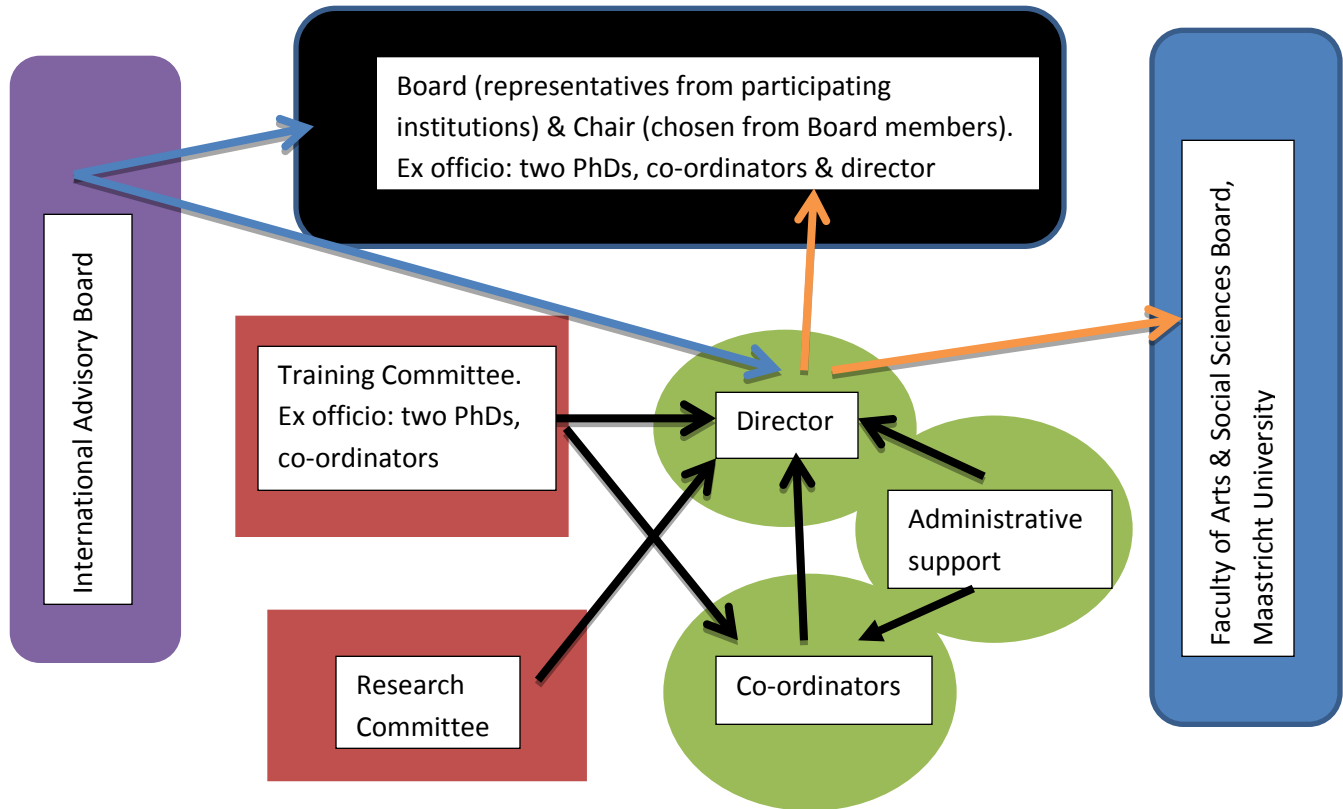 Board (representatives from participating
institutions) & Chair (chosen from Board members).
Ex officio: two PhDs, co-ordinators & director
International Advisory Board
Faculty of Arts & Social Sciences Board,
Maastricht University
Training Committee.
Ex officio: two PhDs,
co-ordinators
Director
Administrative
support
Research
Committee
Co-ordinators